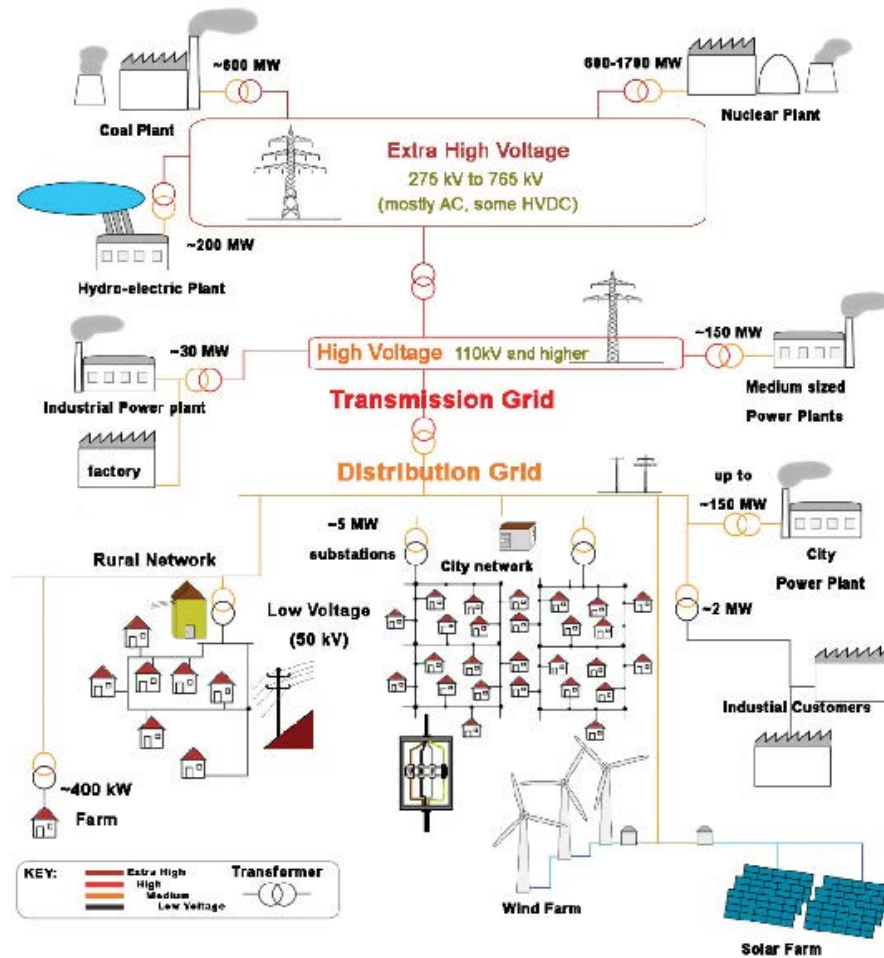 ~600 MW
600-1700 MW
Coal Plant
Nuclear Plant
Extra High Voltage
275 kV to 765 kV
(mostly AC, some HVDC)
~200 MW
Hydro-electric Plant
~30 MW
High Voltage 110kV and higher
~150 MW
Industrial Power plant
Medium sized
Power Plants
Transmission Grid
factory
Distribution Grid
up to
~150 MW
~5 MW
substations
City network
City
Power Plant
Rural Network
Low Voltage
(50 kV)
~2 MW
Industial Customers
~400 kW
Farm
KEY:
Extra High
High
Medium
Low Voltage
Transformer
Wind Farm
Solar Farm